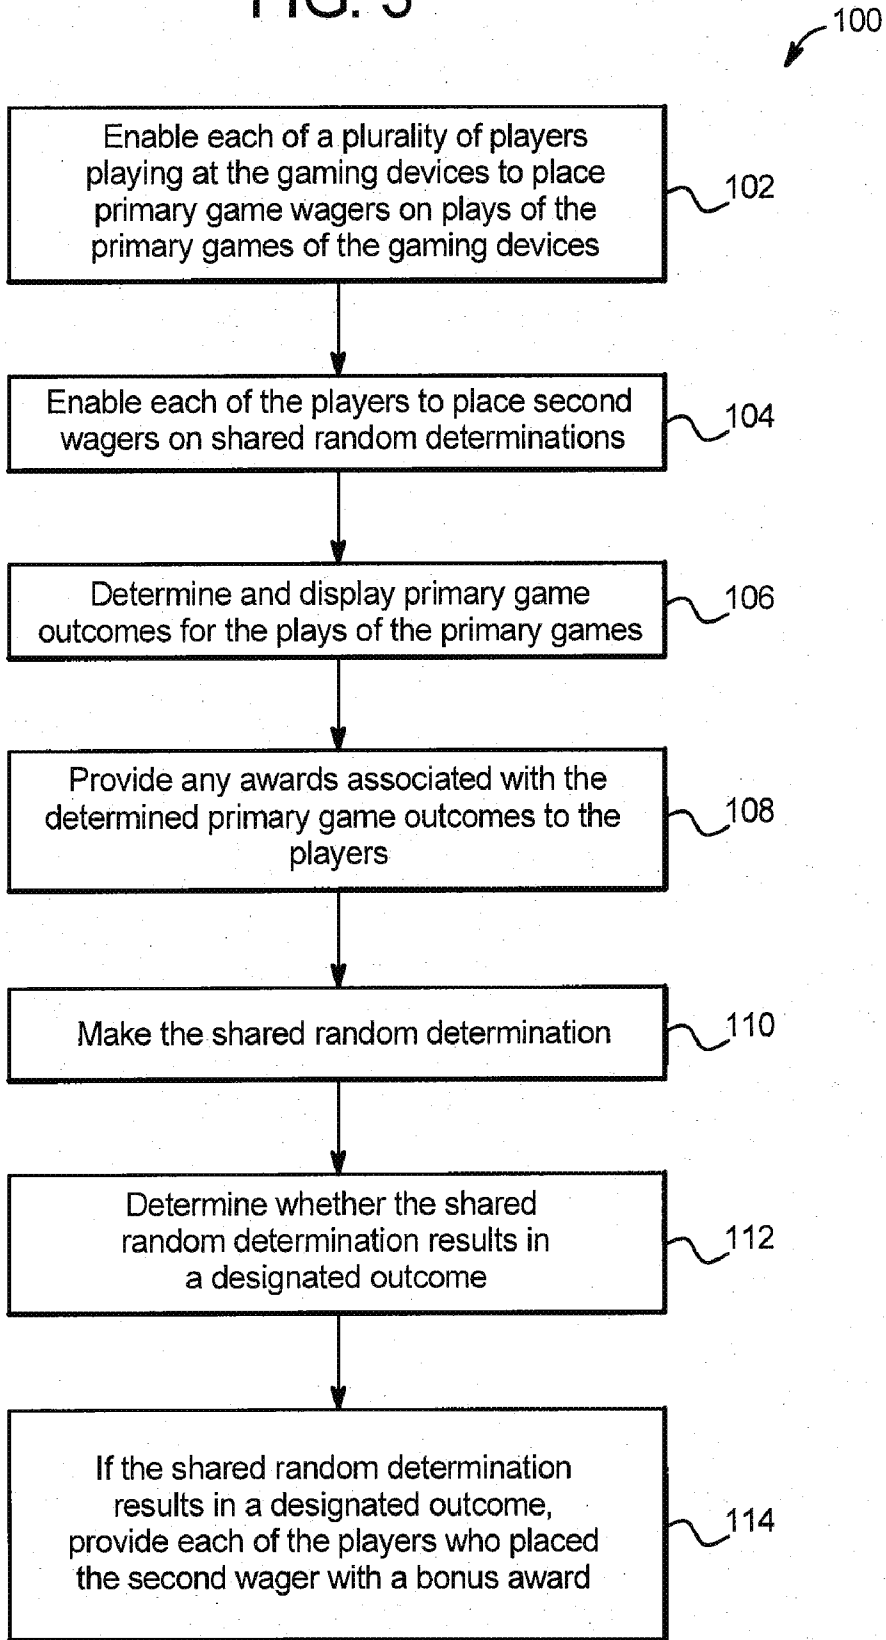 FIG. 3
100
Enable each of a plurality of players
playing at the gaming devices to place
primary game wagers on plays of the
primary games of the gaming devices
102
Enable each of the players to place second
wagers on shared random determinations
104
Determine and display primary game
outcomes for the plays of the primary games
106
Provide any awards associated with the
determined primary game outcomes to the
players
108
Make the shared random determination
110
Determine whether the shared
random determination results in
a designated outcome
112
If the shared random determination
results in a designated outcome,
provide each of the players who placed
the second wager with a bonus award
114